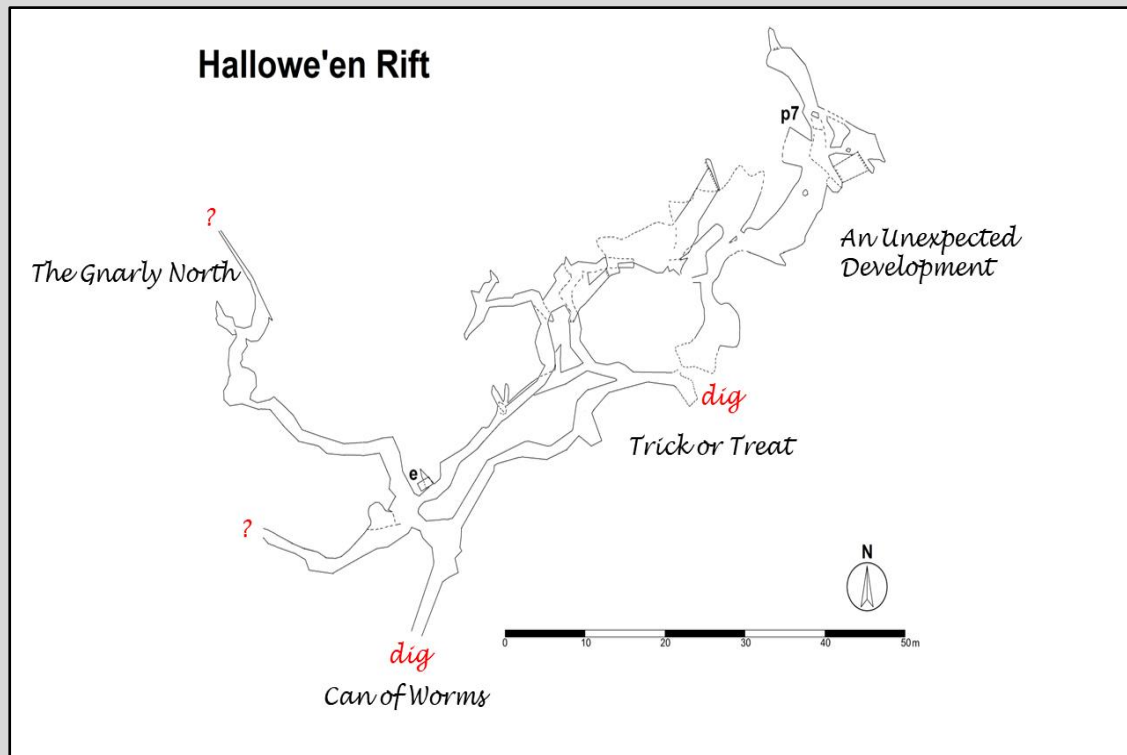 Hallowe'en Rift
p7
?
An Unexpected
Development
The Gnarly North
dig
Trick or Treat
e
?
N
0 10 20 30 40 50m
dig
Can of Worms